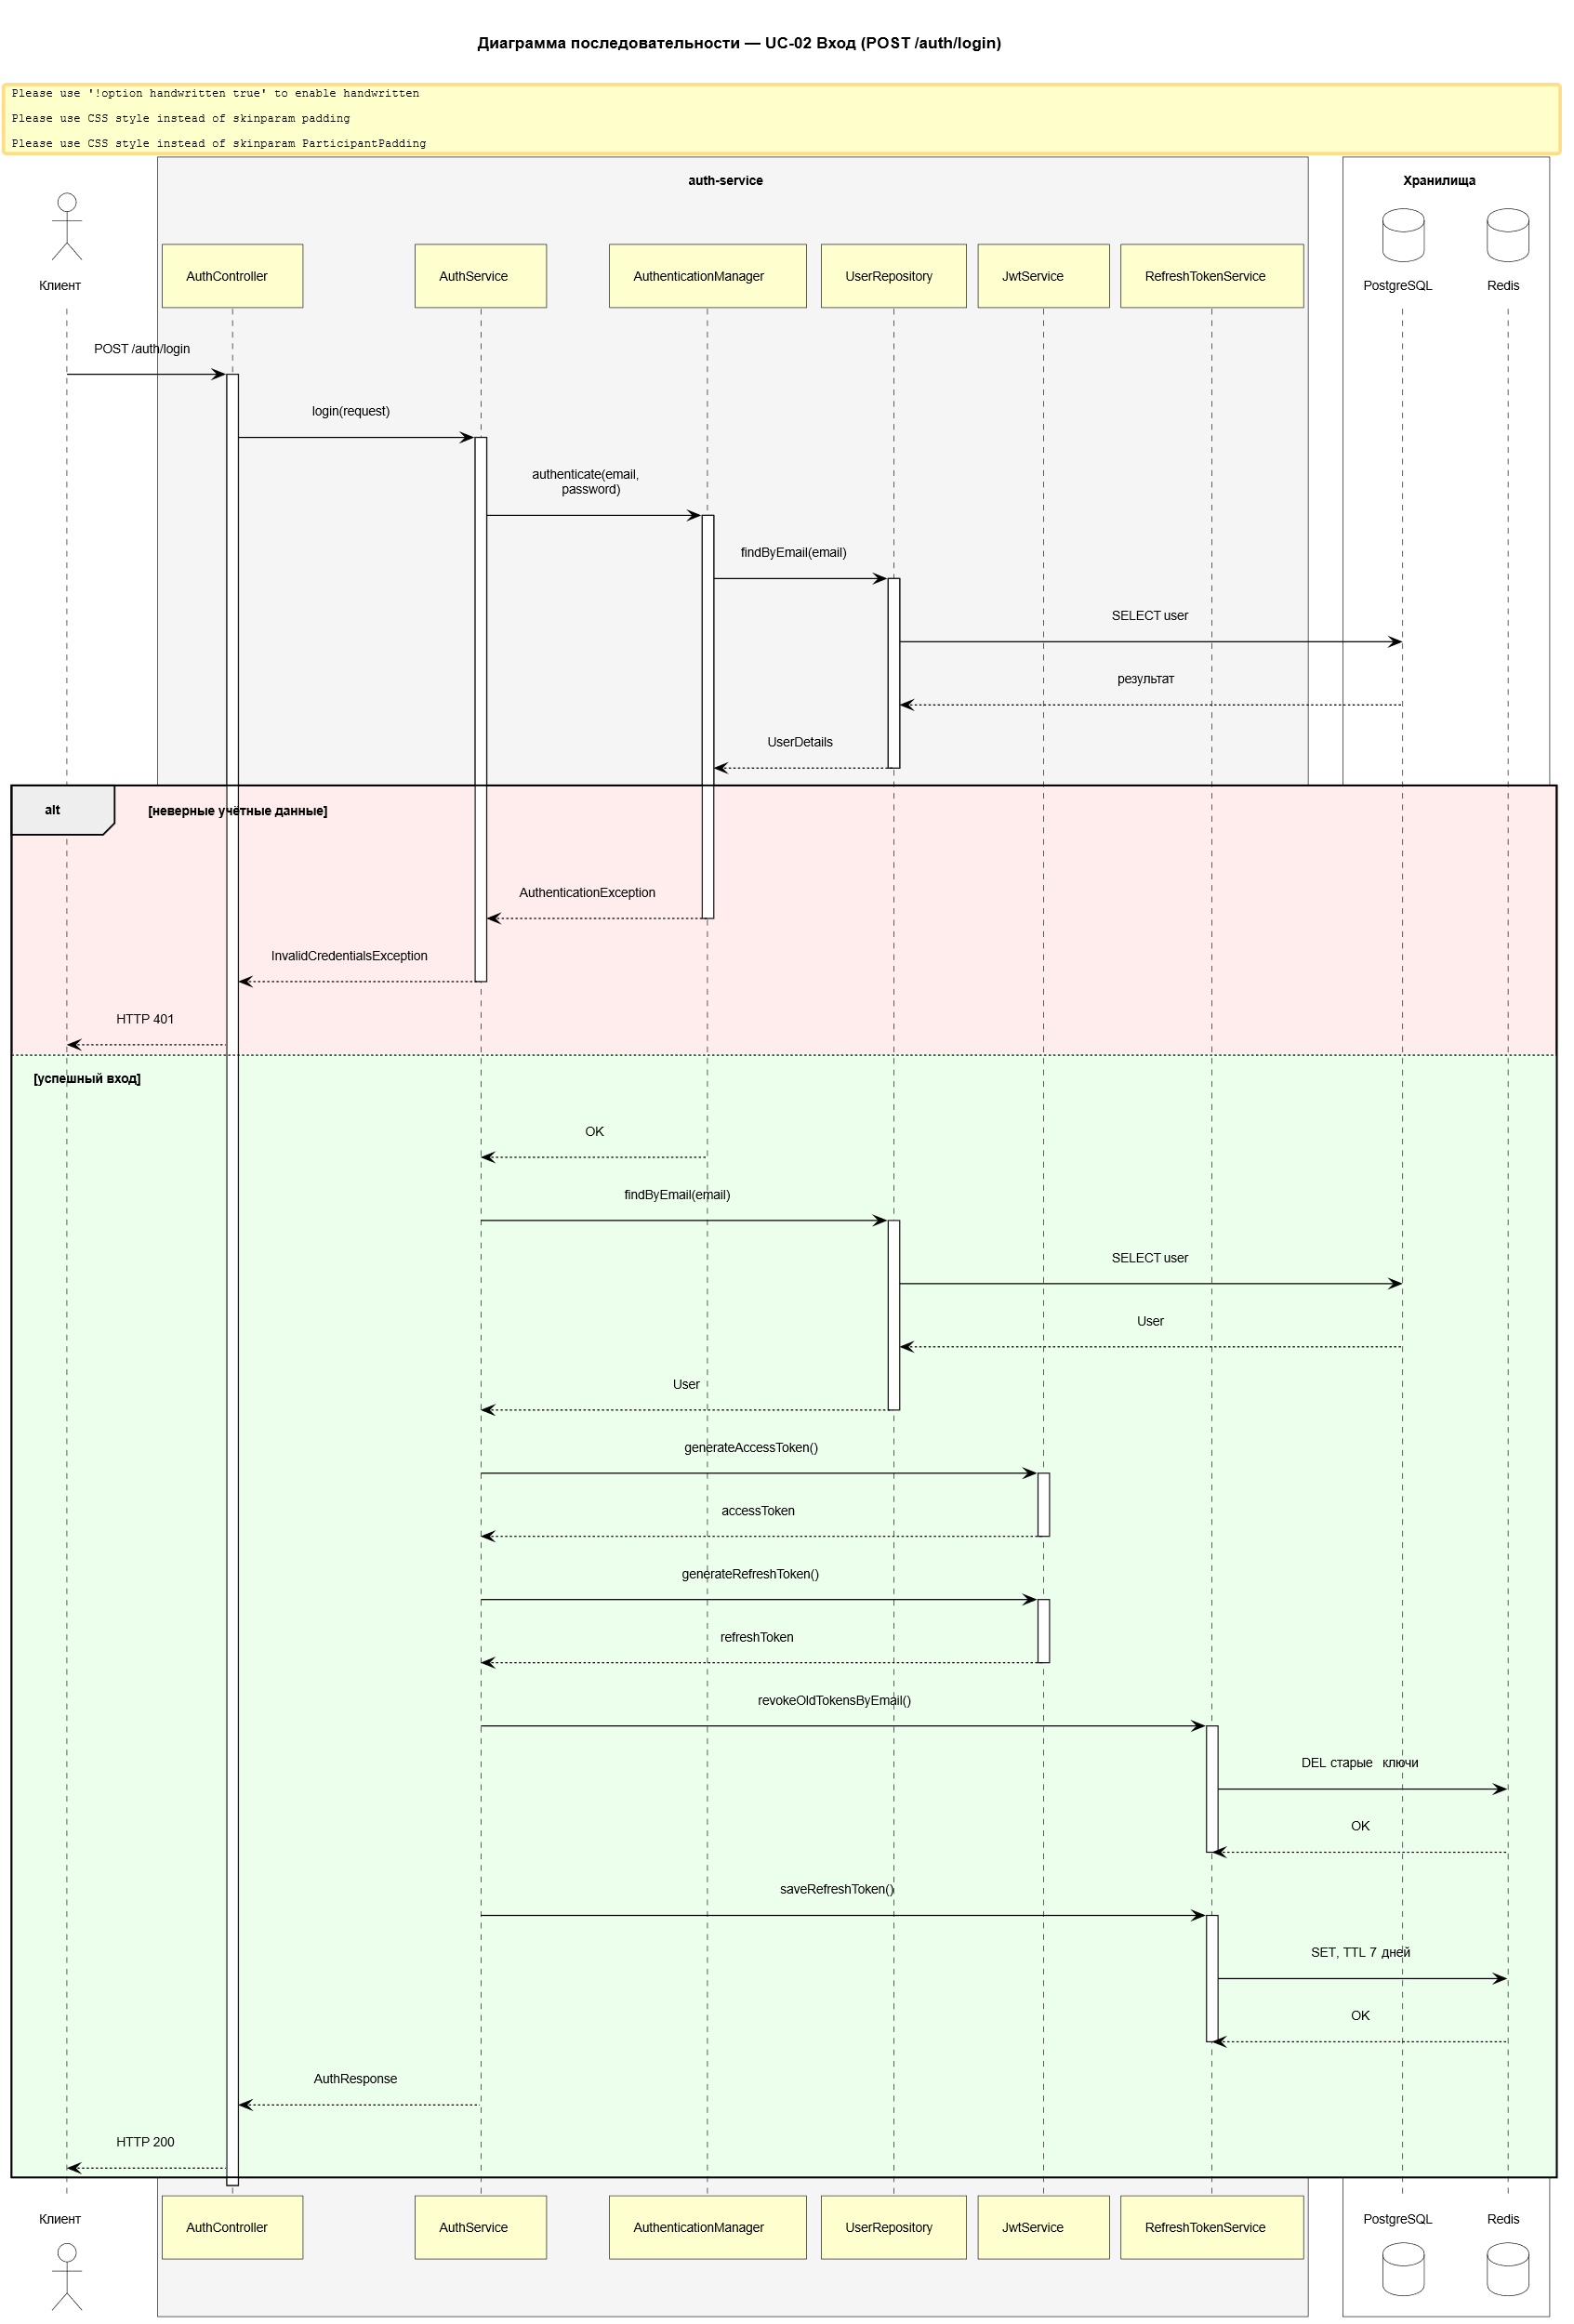 Диаграмма последовательности — UC-02 Вход (POST /auth/login)
Please use '!option handwritten true' to enable handwritten
Please use CSS style instead of skinparam padding
Please use CSS style instead of skinparam ParticipantPadding
auth-service
Хранилища
Клиент
AuthController
AuthService
AuthenticationManager
UserRepository
JwtService
RefreshTokenService
PostgreSQL
Redis
POST /auth/login
login(request)
authenticate(email,
password)
findByEmail(email)
SELECT user
результат
UserDetails
alt
[неверные учётные данные]
AuthenticationException
InvalidCredentialsException
HTTP 401
[успешный вход]
OK
findByEmail(email)
SELECT user
User
User
generateAccessToken()
accessToken
generateRefreshToken()
refreshToken
revokeOldTokensByEmail()
DEL старые ключи
OK
saveRefreshToken()
SET, TTL 7 дней
OK
AuthResponse
HTTP 200
Клиент
AuthController
AuthService
AuthenticationManager
UserRepository
JwtService
RefreshTokenService
PostgreSQL
Redis